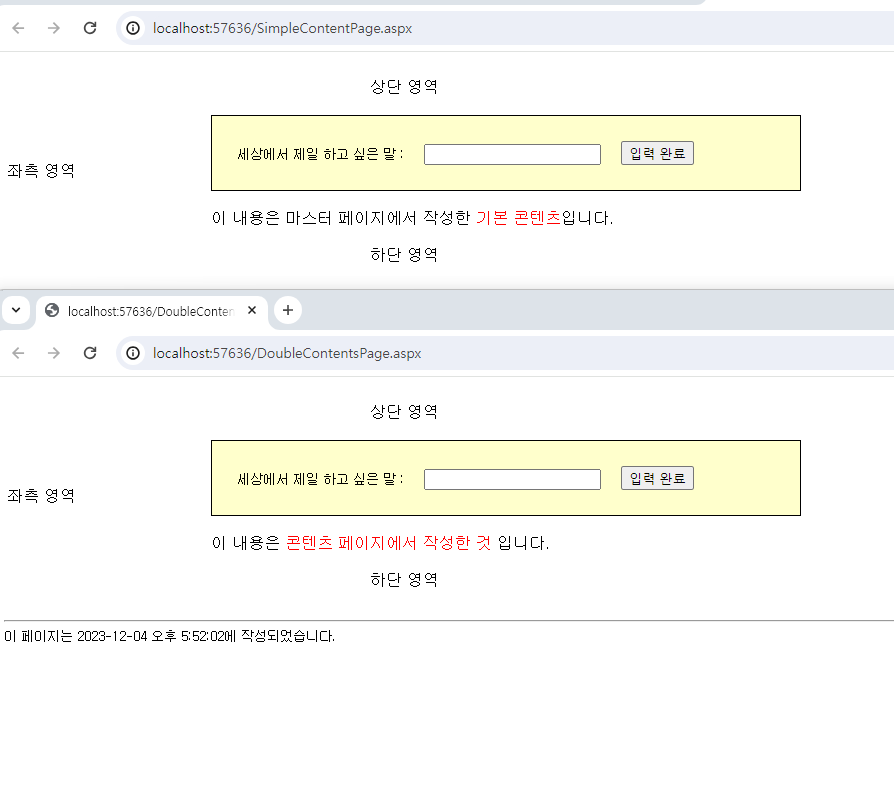 localhost:57636/SimpleContentPage.aspx
상단 영역
세상에서 제일 하고 싶은 말 : 입력 완료
좌측 영역
이 내용은 마스터 페이지에서 작성한 기본 콘텐츠입니다.
하단 영역
localhost:57636/DoubleConten
localhost:57636/DoubleContentsPage.aspx
상단 영역
세상에서 제일 하고 싶은 말 : 입력 완료
좌측 영역
이 내용은 콘텐츠 페이지에서 작성한 것 입니다.
하단 영역
이 페이지는 2023-12-04 오후 5:52:02에 작성되었습니다.